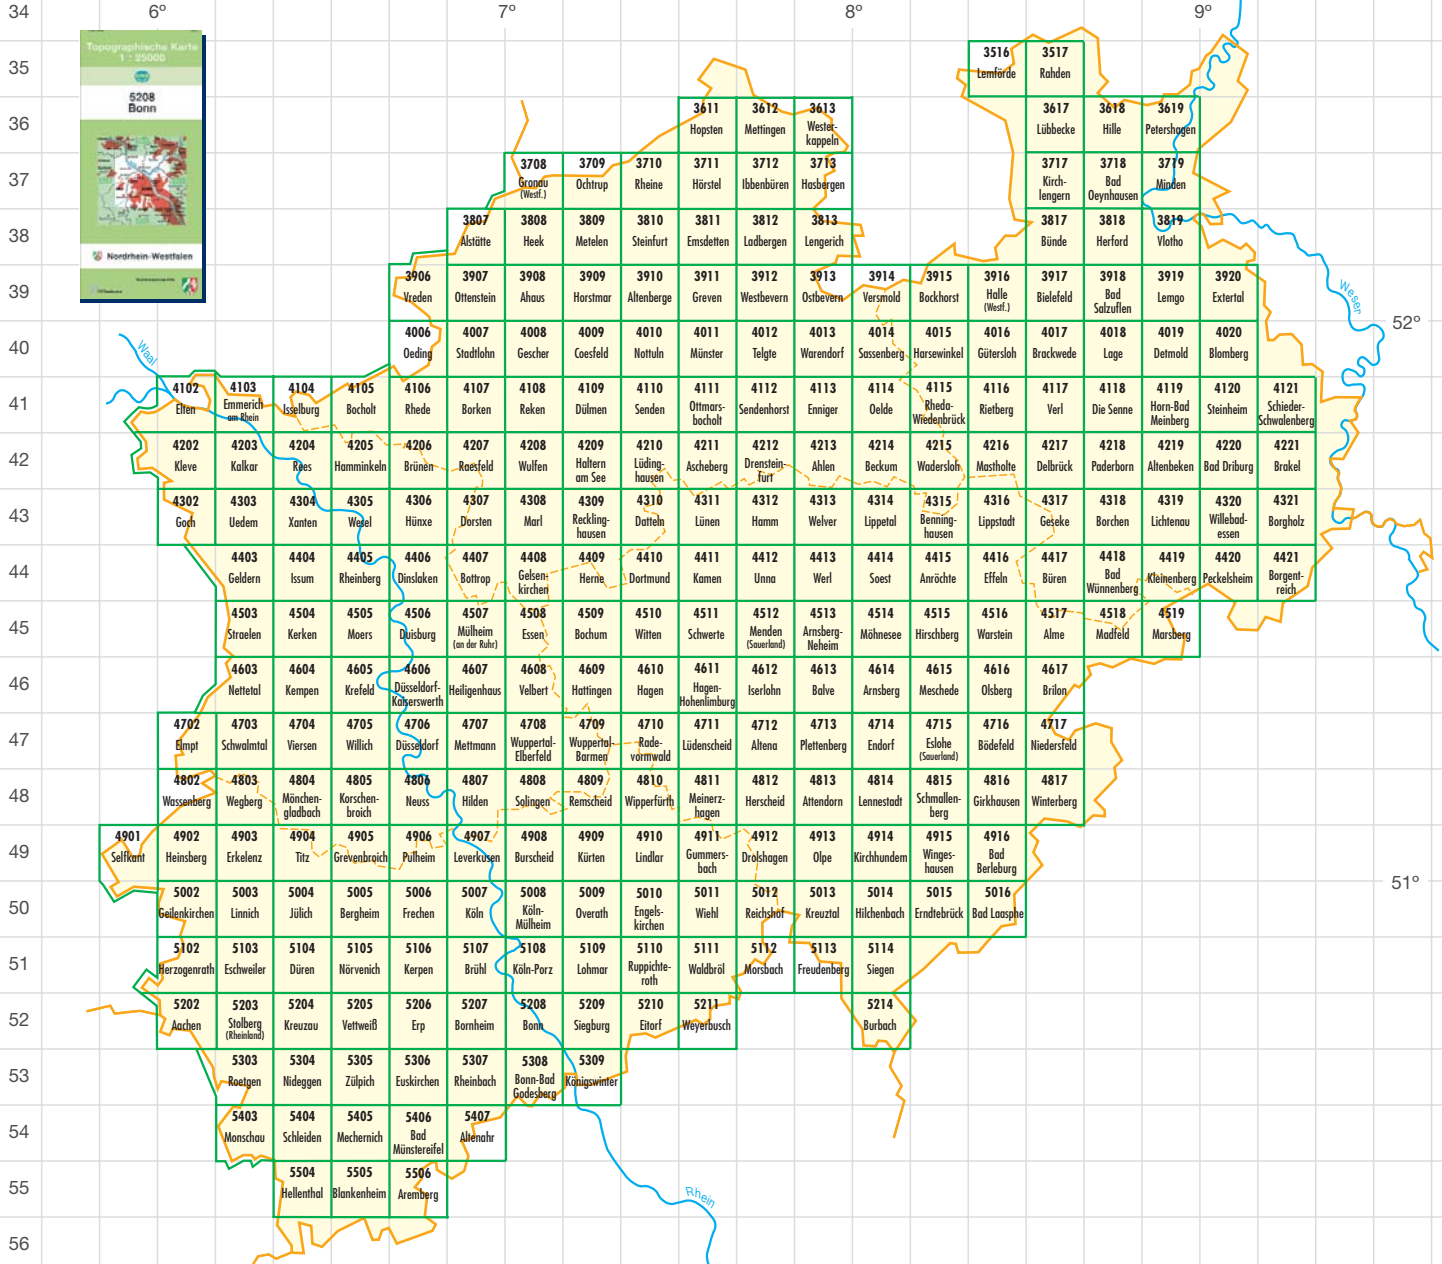 34 6° 7° 8° 9°
Topographische Karte
1 : 25000
5208
Bonn
Nordrhein-Westfalen
35
3516 3517
Lemförde Rahden
36
3611 3612 3613 3617 3618 3619
Hopsten Mettingen Wester-kappeln Lübbecke Hille Petershagen
37
3708 3709 3710 3711 3712 3713 3717 3718 3719
Gronau (Westf.) Ochtrup Rheine Hörstel Ibbenbüren Hasbergen Kirch-lengern Bad Oeynhausen Minden
38
3807 3808 3809 3810 3811 3812 3813 3817 3818 3819
Alstätte Heek Metelen Steinfurt Emsdetten Ladbergen Lengerich Bünde Herford Vlotho
39
3906 3907 3908 3909 3910 3911 3912 3913 3914 3915 3916 3917 3918 3919 3920
Vreden Ottenstein Ahaus Horstmar Altenberge Greven Westbevern Ostbevern Versmold Bockhorst Halle (Westf.) Bielefeld Bad Salzuflen Lemgo Extertal
Weser
52°
40
4006 4007 4008 4009 4010 4011 4012 4013 4014 4015 4016 4017 4018 4019 4020
Oeding Stadtlohn Gescher Coesfeld Nottuln Münster Telgte Warendorf Sassenberg Harsewinkel Gütersloh Brackwede Lage Detmold Blomberg
Waal
41
4102 4103 4104 4105 4106 4107 4108 4109 4110 4111 4112 4113 4114 4115 4116 4117 4118 4119 4120 4121
Elten Emmerich am Rhein Isselburg Bocholt Rhede Borken Reken Dülmen Senden Ottmars-bocholt Sendenhorst Enniger Oelde Rheda-Wiedenbrück Rietberg Verl Die Senne Horn-Bad Meinberg Steinheim Schieder-Schwalenberg
42
4202 4203 4204 4205 4206 4207 4208 4209 4210 4211 4212 4213 4214 4215 4216 4217 4218 4219 4220 4221
Kleve Kalkar Rees Hamminkeln Brünen Raesfeld Wulfen Haltern am See Lüding-hausen Ascheberg Drenstein-furt Ahlen Beckum Wadersloh Mastholte Delbrück Paderborn Altenbeken Bad Driburg Brakel
43
4302 4303 4304 4305 4306 4307 4308 4309 4310 4311 4312 4313 4314 4315 4316 4317 4318 4319 4320 4321
Goch Uedem Xanten Wesel Hünxe Dorsten Marl Reckling-hausen Datteln Lünen Hamm Welver Lippetal Benning-hausen Lippstadt Geseke Borchen Lichtenau Willebad-essen Borgholz
44
4403 4404 4405 4406 4407 4408 4409 4410 4411 4412 4413 4414 4415 4416 4417 4418 4419 4420 4421
Geldern Issum Rheinberg Dinslaken Bottrop Gelsen-kirchen Herne Dortmund Kamen Unna Werl Soest Anröchte Effeln Büren Bad Wünnenberg Kleinenberg Peckelsheim Borgent-reich
45
4503 4504 4505 4506 4507 4508 4509 4510 4511 4512 4513 4514 4515 4516 4517 4518 4519
Straelen Kerken Moers Duisburg Mülheim (an der Ruhr) Essen Bochum Witten Schwerte Menden (Sauerland) Arnsberg-Neheim Möhnesee Hirschberg Warstein Alme Madfeld Marsberg
46
4603 4604 4605 4606 4607 4608 4609 4610 4611 4612 4613 4614 4615 4616 4617
Nettetal Kempen Krefeld Düsseldorf-Kaiserswerth Heiligenhaus Velbert Hattingen Hagen Hagen-Hohenlimburg Iserlohn Balve Arnsberg Meschede Olsberg Brilon
47
4702 4703 4704 4705 4706 4707 4708 4709 4710 4711 4712 4713 4714 4715 4716 4717
Elmpt Schwalmtal Viersen Willich Düsseldorf Mettmann Wuppertal-Elberfeld Wuppertal-Barmen Rade-vormwald Lüdenscheid Altena Plettenberg Endorf Eslohe (Sauerland) Bödefeld Niedersfeld
48
4802 4803 4804 4805 4806 4807 4808 4809 4810 4811 4812 4813 4814 4815 4816 4817
Wassenberg Wegberg Mönchen-gladbach Korschen-broich Neuss Hilden Solingen Remscheid Wipperfürth Meinerz-hagen Herscheid Attendorn Lennestadt Schmallen-berg Girkhausen Winterberg
49
4901 4902 4903 4904 4905 4906 4907 4908 4909 4910 4911 4912 4913 4914 4915 4916
Selfkant Heinsberg Erkelenz Titz Grevenbroich Pulheim Leverkusen Burscheid Kürten Lindlar Gummers-bach Drolshagen Olpe Kirchhundem Winges-hausen Bad Berleburg
51°
50
5002 5003 5004 5005 5006 5007 5008 5009 5010 5011 5012 5013 5014 5015 5016
Geilenkirchen Linnich Jülich Bergheim Frechen Köln Köln-Mülheim Overath Engels-kirchen Wiehl Reichshof Kreuztal Hilchenbach Erndtebrück Bad Laasphe
51
5102 5103 5104 5105 5106 5107 5108 5109 5110 5111 5112 5113 5114
Herzogenrath Eschweiler Düren Nörvenich Kerpen Brühl Köln-Porz Lohmar Ruppichte-roth Waldbröl Morsbach Freudenberg Siegen
52
5202 5203 5204 5205 5206 5207 5208 5209 5210 5211 5214
Aachen Stolberg (Rheinland) Kreuzau Vettweiß Erp Bornheim Bonn Siegburg Eitorf Weyerbusch Burbach
53
5303 5304 5305 5306 5307 5308 5309
Roetgen Nideggen Zülpich Euskirchen Rheinbach Bonn-Bad Godesberg Königswinter
54
5403 5404 5405 5406 5407
Monschau Schleiden Mechernich Bad Münstereifel Altenahr
55
5504 5505 5506
Hellenthal Blankenheim Aremberg
Rhein
56